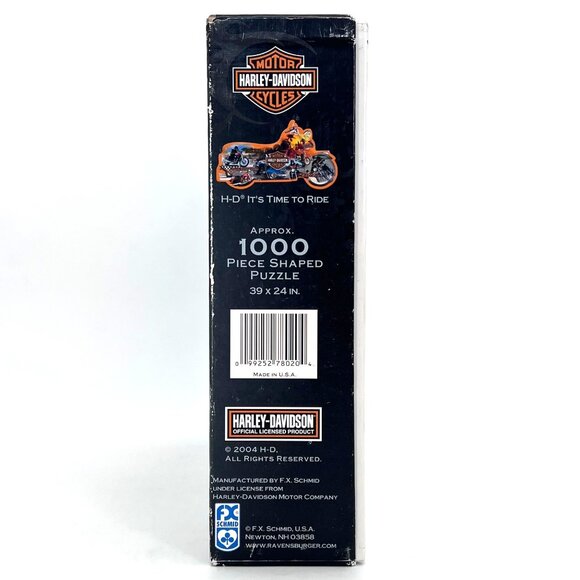 MOTOR
HARLEY-DAVIDSON
CYCLES
HARLEY-DAVIDSON
H-D® IT'S TIME TO RIDE
APPROX.
1000
PIECE SHAPED
PUZZLE
39 X 24 IN.
0 99252 78020 4
MADE IN U.S.A.
HARLEY-DAVIDSON
OFFICIAL LICENSED PRODUCT
© 2004 H-D,
ALL RIGHTS RESERVED.
MANUFACTURED BY F.X. SCHMID
UNDER LICENSE FROM
HARLEY-DAVIDSON MOTOR COMPANY
FX
SCHMID
© F.X. SCHMID, U.S.A.
NEWTON, NH 03858
WWW.RAVENSBURGER.COM